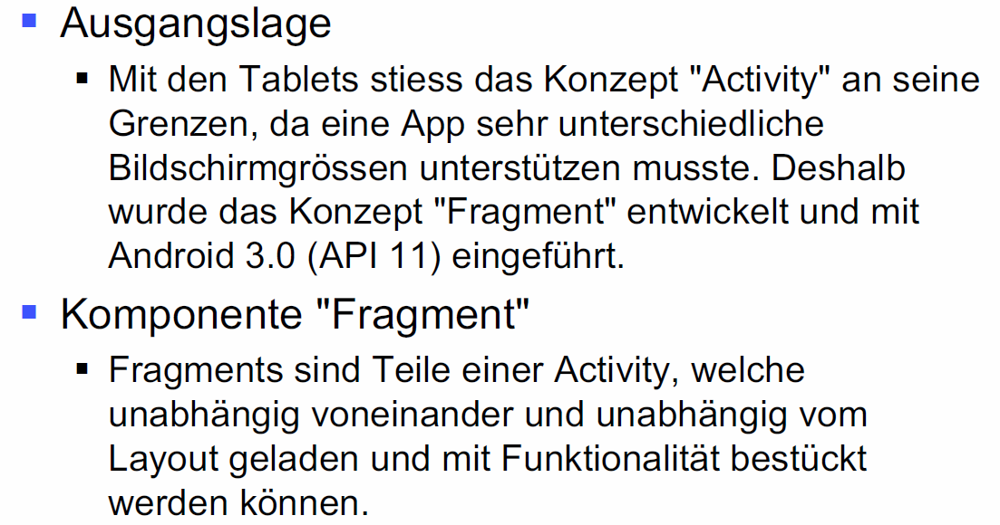 Ausgangslage
Mit den Tablets stiess das Konzept "Activity" an seine
Grenzen, da eine App sehr unterschiedliche
Bildschirmgrössen unterstützen musste. Deshalb
wurde das Konzept "Fragment" entwickelt und mit
Android 3.0 (API 11) eingeführt.
Komponente "Fragment"
Fragments sind Teile einer Activity, welche
unabhängig voneinander und unabhängig vom
Layout geladen und mit Funktionalität bestückt
werden können.